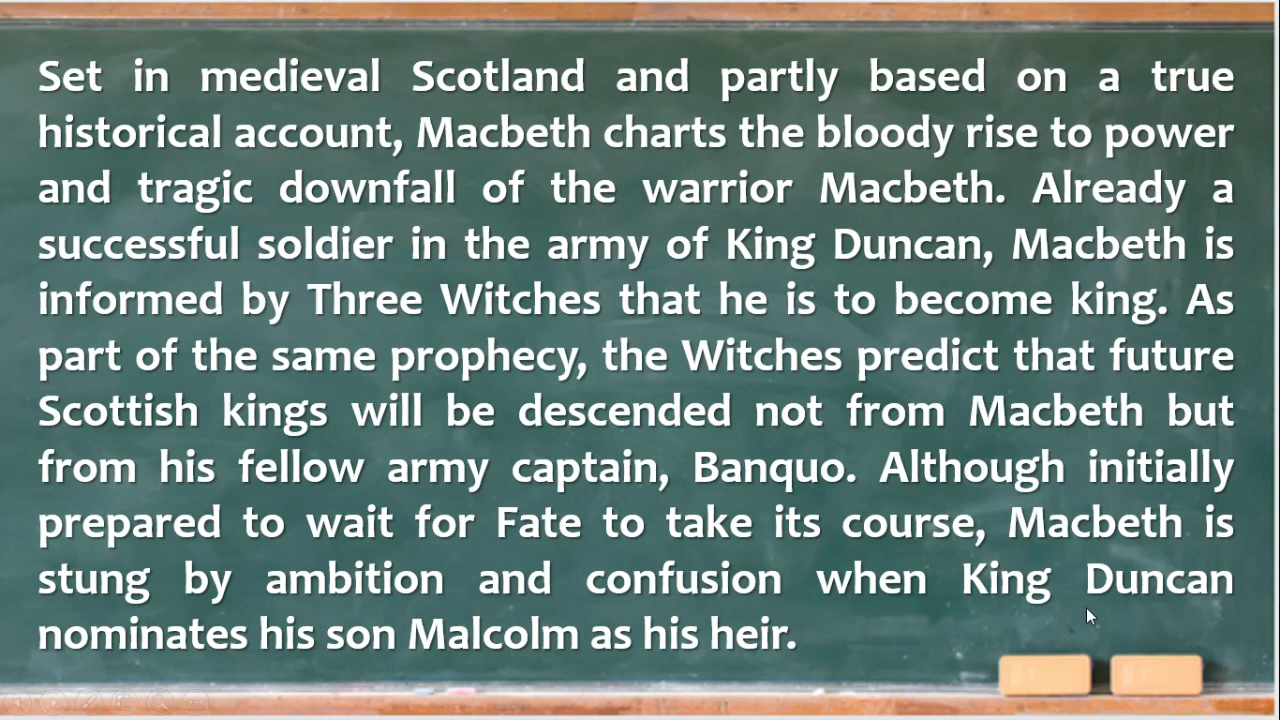 Set in medieval Scotland and partly based on a true
historical account, Macbeth charts the bloody rise to power
and tragic downfall of the warrior Macbeth. Already a
successful soldier in the army of King Duncan, Macbeth is
informed by Three Witches that he is to become king. As
part of the same prophecy, the Witches predict that future
Scottish kings will be descended not from Macbeth but
from his fellow army captain, Banquo. Although initially
prepared to wait for Fate to take its course, Macbeth is
stung by ambition and confusion when King Duncan
nominates his son Malcolm as his heir.